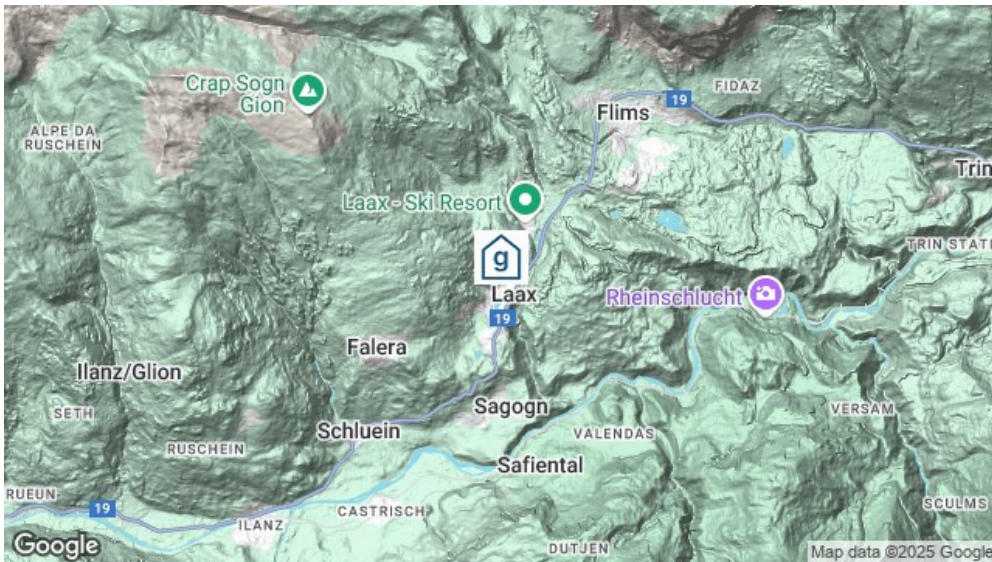 FIDAZ
Crap Sogn
Gion
19
Flims
ALPE DA
RUSCHEIN
Trin
Laax - Ski Resort
TRIN STATI
g
Laax
Rheinschlucht
19
Falera
Ilanz/Glion
SETH
Sagogn
VERSAM
Schluein
VALENDAS
RUSCHEIN
Safiental
RUEUN
19
CASTRISCH
SCULMS
ILANZ
Google
DUTJEN
Map data ©2025 Google